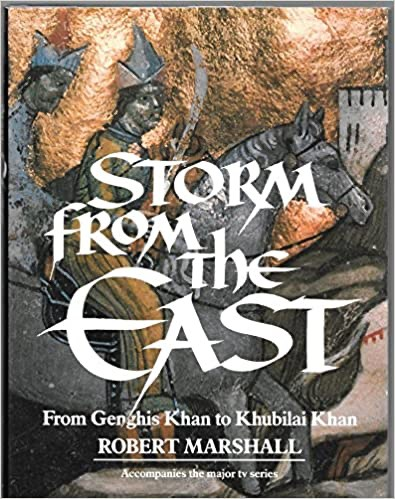 STORM
FROM
THE
EAST
From Genghis Khan to Khubilai Khan
ROBERT MARSHALL
Accompanies the major tv series